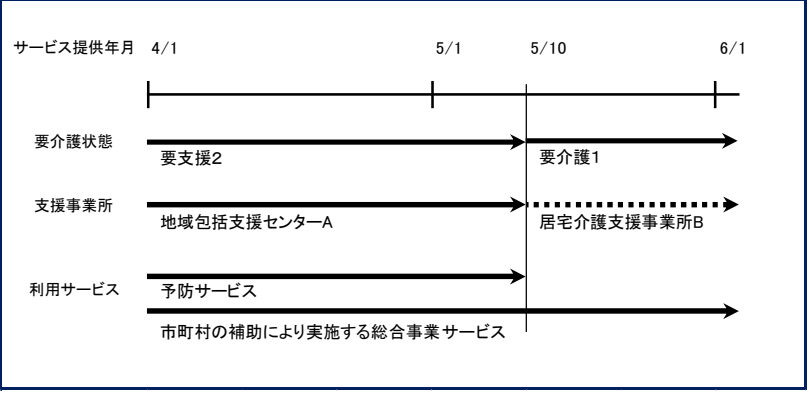 サービス提供年月 4/1 5/1 5/10 6/1
要介護状態
要支援2 要介護1
支援事業所
地域包括支援センターA 居宅介護支援事業所B
利用サービス
予防サービス
市町村の補助により実施する総合事業サービス